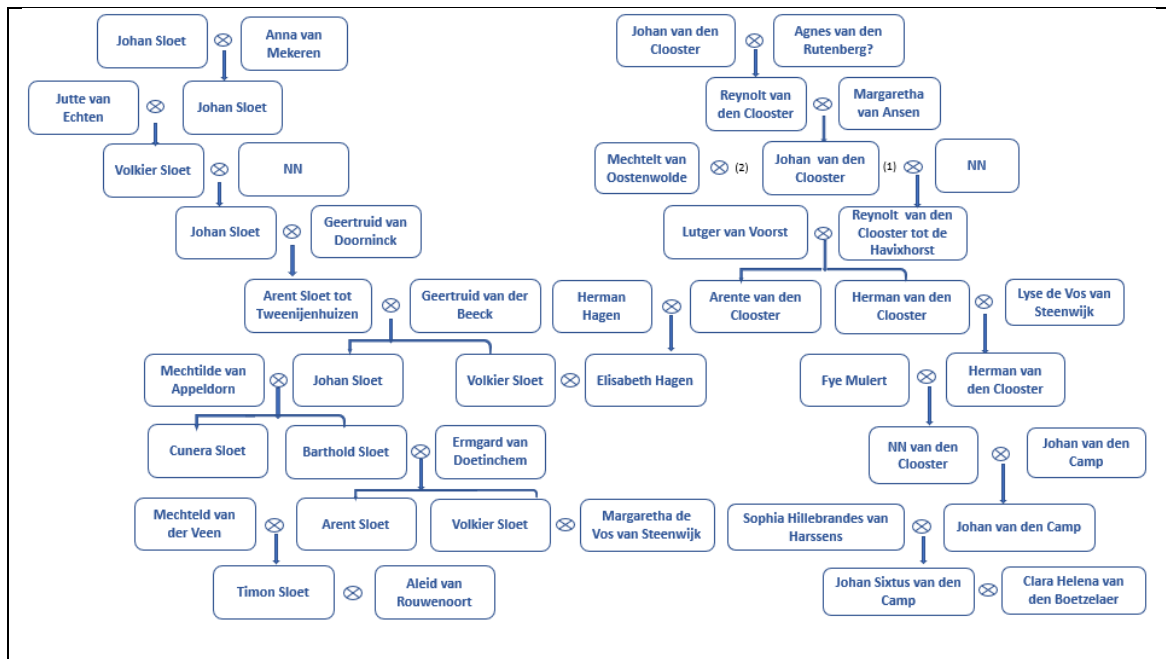 Johan Sloet
Anna van
Mekeren
Johan van den
Clooster
Agnes van den
Rutenberg?
Jutte van
Echten
Johan Sloet
Reynolt van
den Clooster
Margaretha
van Ansen
Volkier Sloet
NN
Mechtelt van
Oostenwolde
(2)
Johan van den
Clooster
(1)
NN
Johan Sloet
Geertruid van
Doorninck
Lutger van Voorst
Reynolt van den
Clooster tot de
Havixhorst
Arent Sloet tot
Tweenijenhuizen
Geertruid van der
Beeck
Herman
Hagen
Arente van den
Clooster
Herman van den
Clooster
Lyse de Vos van
Steenwijk
Mechtilde van
Appeldorn
Johan Sloet
Volkier Sloet
Elisabeth Hagen
Fye Mulert
Herman van
den Clooster
Cunera Sloet
Barthold Sloet
Ermgard van
Doetinchem
NN van den
Clooster
Johan van den
Camp
Mechteld van
der Veen
Arent Sloet
Volkier Sloet
Margaretha de
Vos van Steenwijk
Sophia Hillebrandes van
Harssens
Johan van den Camp
Timon Sloet
Aleid van
Rouwenoort
Johan Sixtus van den
Camp
Clara Helena van
den Boetzelaer